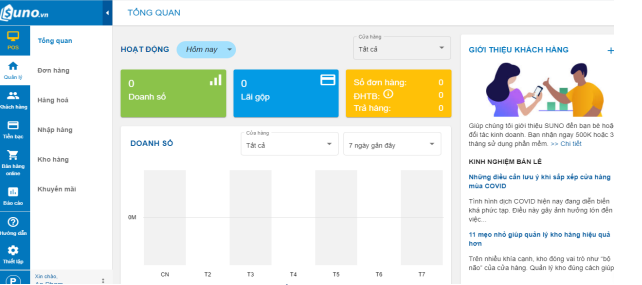 suno.vn
TỔNG QUAN
POS
Quản lý
Khách hàng
Tiền bạc
Bán hàng
online
Báo cáo
Hướng dẫn
Thiết lập
Tổng quan
Đơn hàng
Hàng hoá
Nhập hàng
Kho hàng
Khuyến mãi
Xin chào,
HOẠT ĐỘNG
Hôm nay
Cửa hàng
Tất cả
0
Doanh số
0
Lãi gộp
Số đơn hàng: 0
ĐHTB: 0
Trả hàng: 0
DOANH SỐ
Cửa hàng
Tất cả
7 ngày gần đây
0M
CN T2 T3 T4 T5 T6 T7
GIỚI THIỆU KHÁCH HÀNG +
Giúp chúng tôi giới thiệu SUNO đến bạn bè hoặ
đối tác kinh doanh. Bạn nhận ngay 500K hoặc 3
tháng sử dụng phần mềm. >> Chi tiết
KINH NGHIỆM BÁN LẺ
Những điều cần lưu ý khi sắp xếp cửa hàng
mùa COVID
Tình hình dịch COVID hiện nay đang diễn biến
khá phức tạp. Điều này gây ảnh hưởng lớn đến
việc...
11 mẹo nhỏ giúp quản lý kho hàng hiệu quả
hơn
Trên nhiều khía cạnh, kho đóng vai trò như "bộ
não" của cửa hàng. Quản lý kho đúng cách giúp